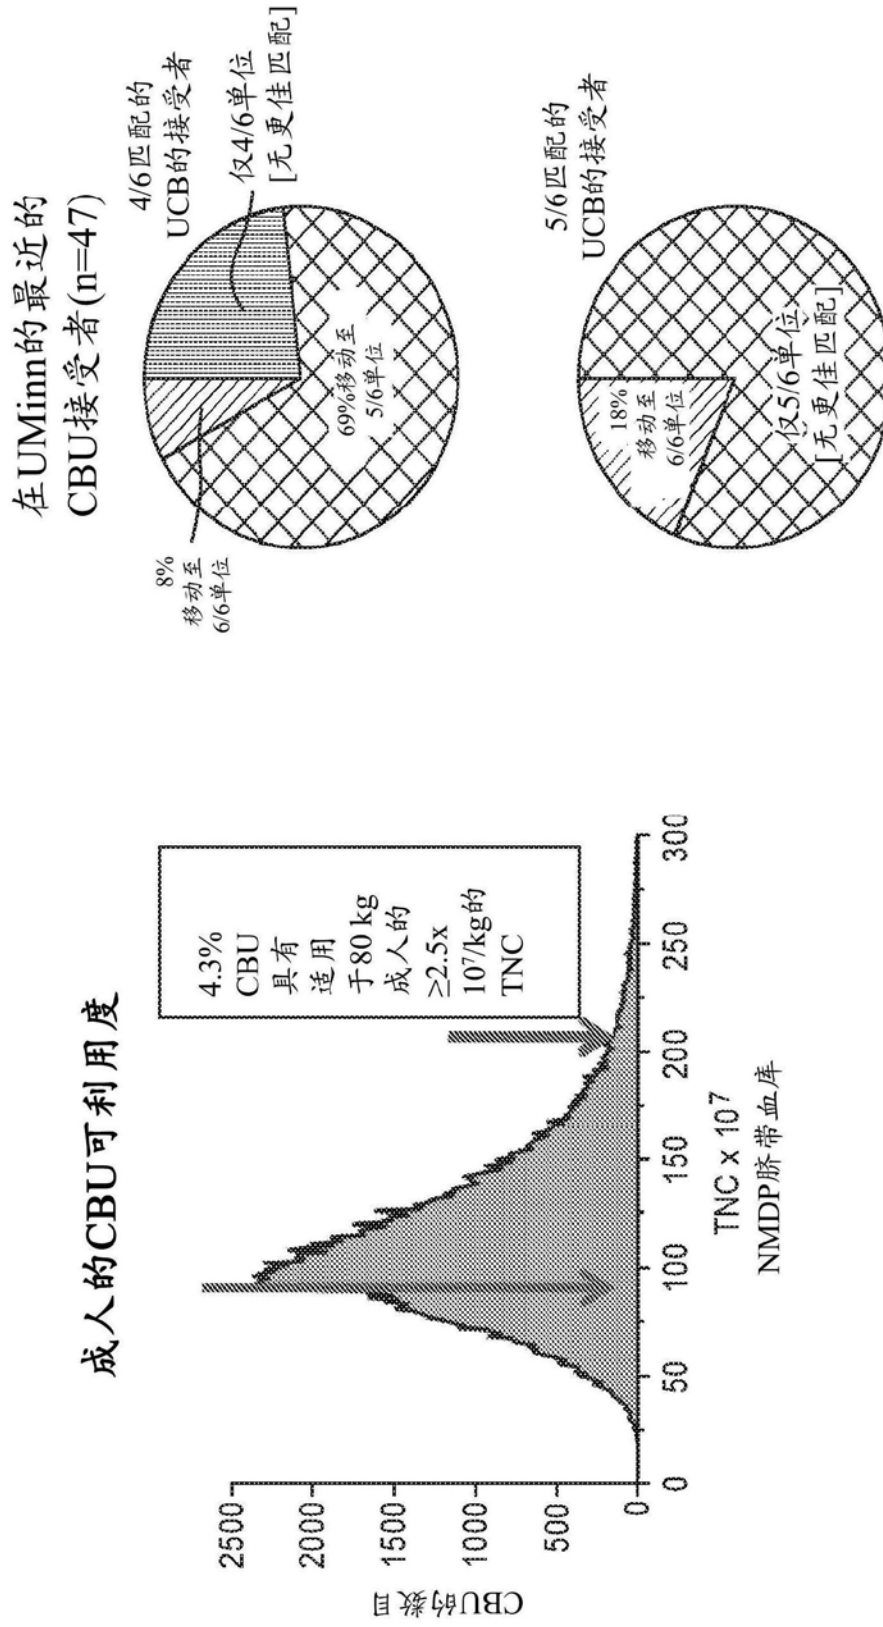 成人的CBU可利用度
CBU的数目
2500
2000
1500
1000
500
0
0
50
100
150
200
250
300
TNC x 10⁷
NMDP脐带血库
4.3%
CBU
具有
适用
于80 kg
成人的
≥2.5x
10⁷/kg的
TNC
在UMinn的最近的
CBU接受者(n=47)
4/6匹配的
UCB的接受者
仅4/6单位
[无更佳匹配]
8%
移动至
6/6单位
69%移动至
5/6单位
5/6匹配的
UCB的接受者
18%
移动至
6/6单位
仅5/6单位
[无更佳匹配]